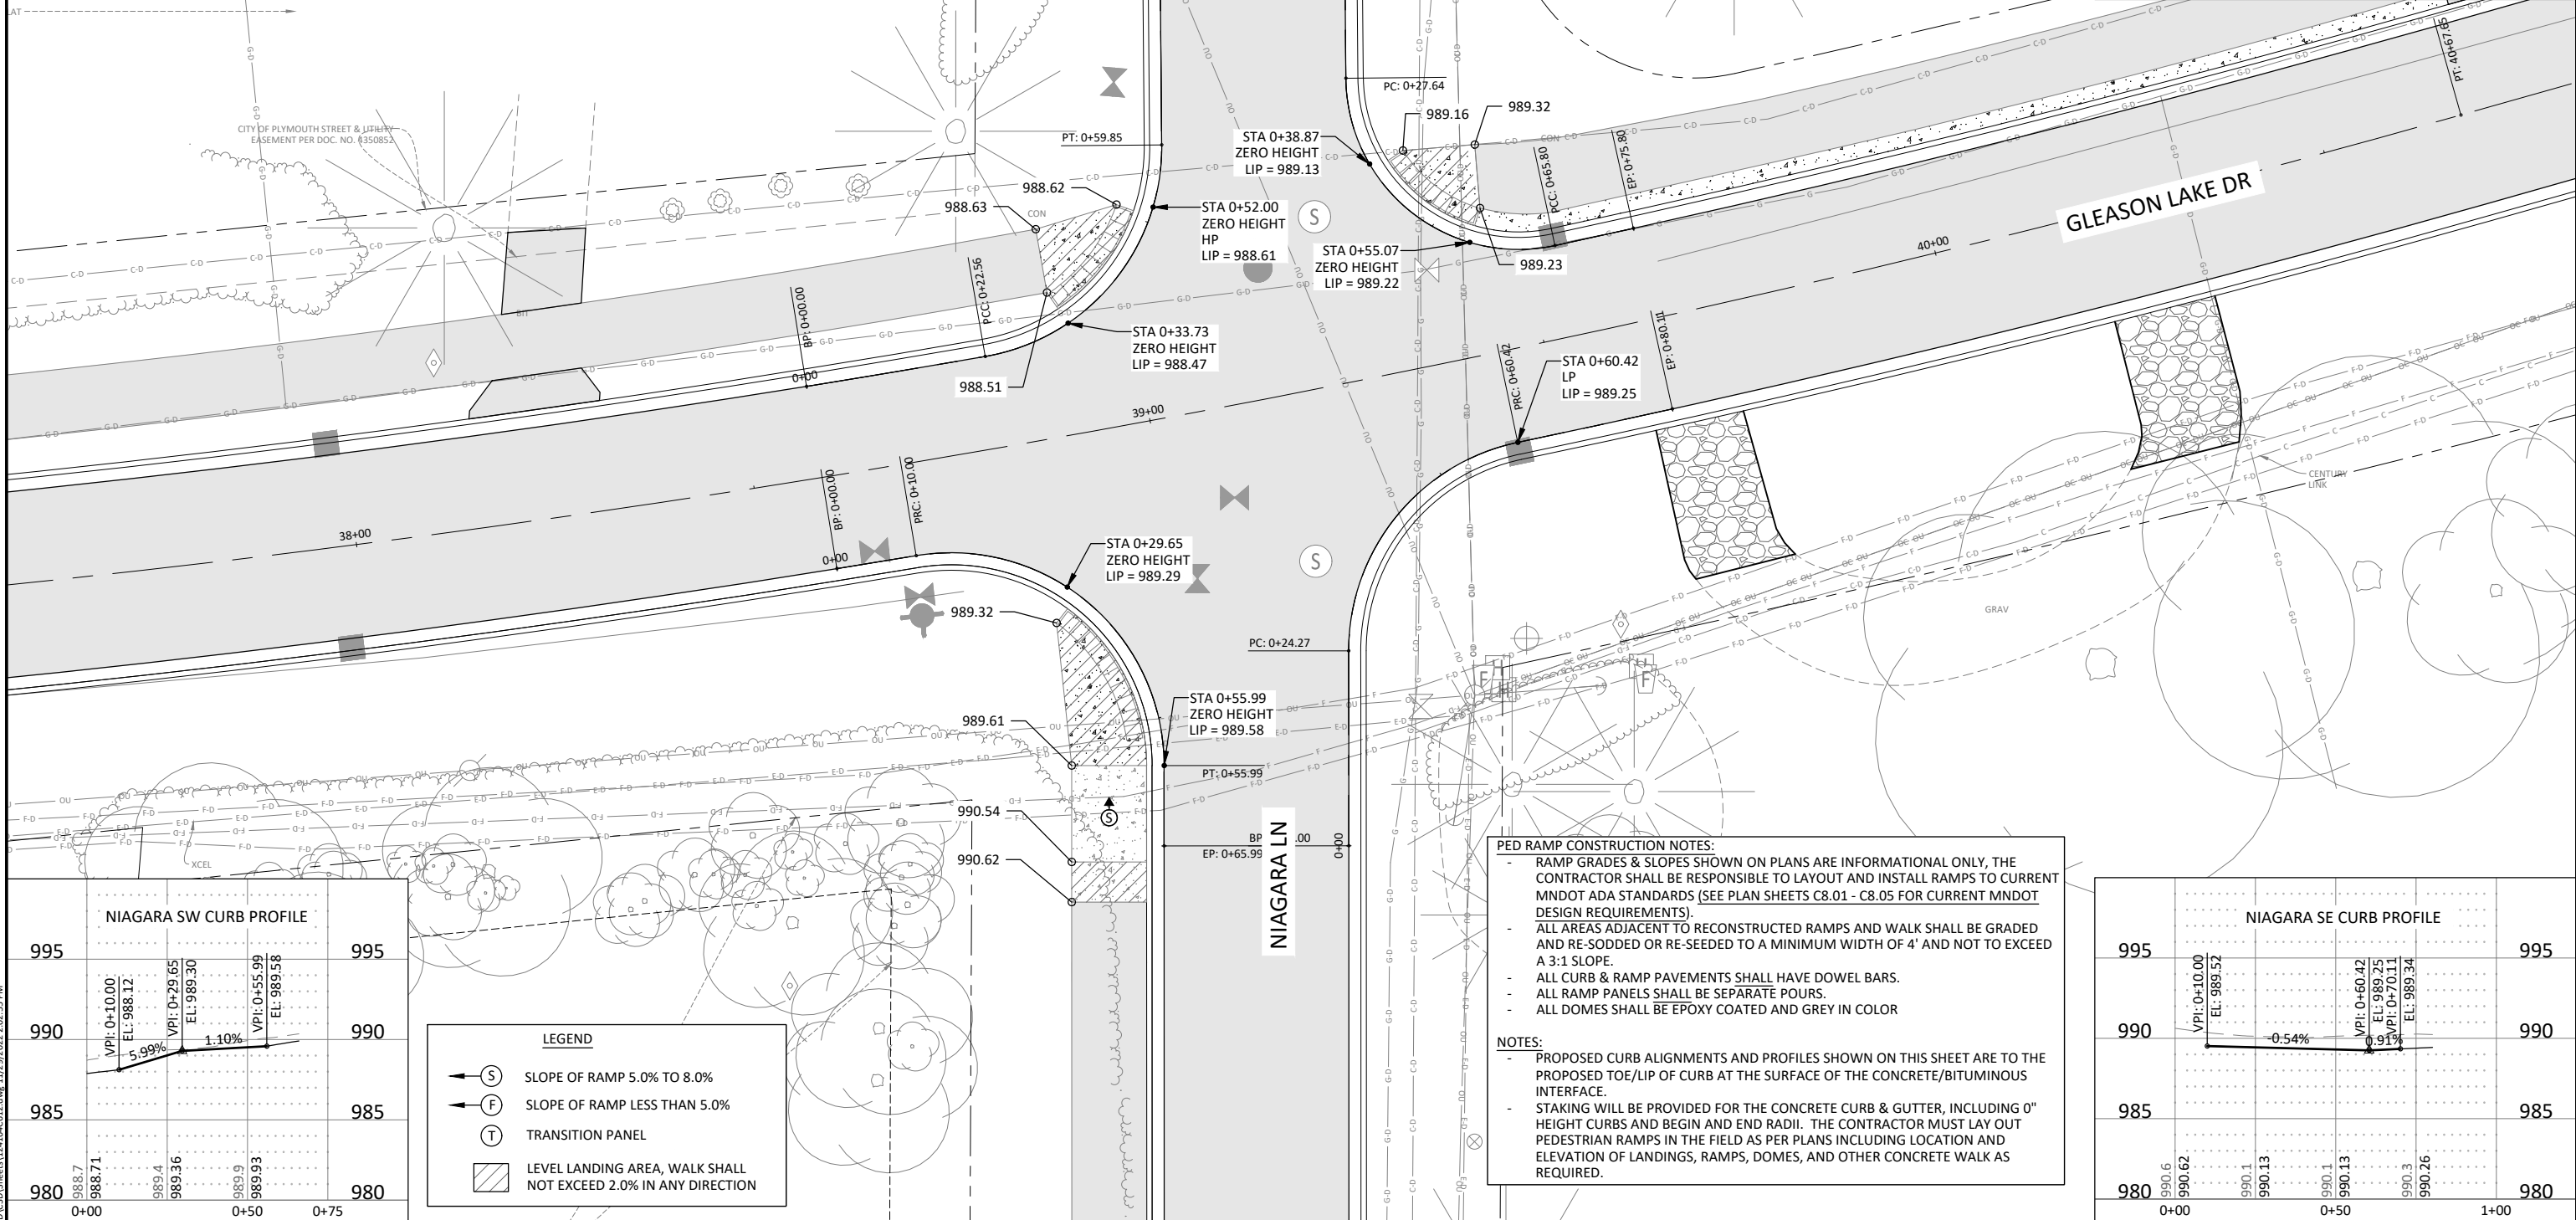 LAT
CITY OF PLYMOUTH STREET & UTILITY
EASEMENT PER DOC. NO. 4350852
PT: 0+59.85
988.62
988.63
CON
STA 0+52.00
ZERO HEIGHT
HP
LIP = 988.61
STA 0+33.73
ZERO HEIGHT
LIP = 988.47
988.51
PCC: 0+22.56
BP: 0+00.00
0+00
BIT
PC: 0+27.64
989.16
989.32
STA 0+38.87
ZERO HEIGHT
LIP = 989.13
CON
PCC: 0+65.80
EP: 0+75.80
STA 0+55.07
ZERO HEIGHT
LIP = 989.22
989.23
PT: 40+67.65
GLEASON LAKE DR
40+00
39+00
38+00
EP: 0+80.11
PRC: 0+60.42
STA 0+60.42
LP
LIP = 989.25
BP: 0+00.00
0+00
PRC: 0+10.00
STA 0+29.65
ZERO HEIGHT
LIP = 989.29
989.32
989.61
STA 0+55.99
ZERO HEIGHT
LIP = 989.58
PT: 0+55.99
990.54
990.62
S
PC: 0+24.27
EP: 0+65.99
0+00
NIAGARA LN
CENTURY
LINK
GRAV
XCEL
S
S
NIAGARA SW CURB PROFILE
995 995
990 990
985 985
980 980
VPI: 0+10.00
EL: 988.12
VPI: 0+29.65
EL: 989.30
VPI: 0+55.99
EL: 989.58
5.99%
1.10%
988.7
988.71
989.4
989.36
989.9
989.93
0+00 0+50 0+75
LEGEND
S SLOPE OF RAMP 5.0% TO 8.0%
F SLOPE OF RAMP LESS THAN 5.0%
T TRANSITION PANEL
LEVEL LANDING AREA, WALK SHALL
NOT EXCEED 2.0% IN ANY DIRECTION
PED RAMP CONSTRUCTION NOTES:
- RAMP GRADES & SLOPES SHOWN ON PLANS ARE INFORMATIONAL ONLY, THE
CONTRACTOR SHALL BE RESPONSIBLE TO LAYOUT AND INSTALL RAMPS TO CURRENT
MNDOT ADA STANDARDS (SEE PLAN SHEETS C8.01 - C8.05 FOR CURRENT MNDOT
DESIGN REQUIREMENTS).
- ALL AREAS ADJACENT TO RECONSTRUCTED RAMPS AND WALK SHALL BE GRADED
AND RE-SODDED OR RE-SEEDED TO A MINIMUM WIDTH OF 4' AND NOT TO EXCEED
A 3:1 SLOPE.
- ALL CURB & RAMP PAVEMENTS SHALL HAVE DOWEL BARS.
- ALL RAMP PANELS SHALL BE SEPARATE POURS.
- ALL DOMES SHALL BE EPOXY COATED AND GREY IN COLOR
NOTES:
- PROPOSED CURB ALIGNMENTS AND PROFILES SHOWN ON THIS SHEET ARE TO THE
PROPOSED TOE/LIP OF CURB AT THE SURFACE OF THE CONCRETE/BITUMINOUS
INTERFACE.
- STAKING WILL BE PROVIDED FOR THE CONCRETE CURB & GUTTER, INCLUDING 0"
HEIGHT CURBS AND BEGIN AND END RADII. THE CONTRACTOR MUST LAY OUT
PEDESTRIAN RAMPS IN THE FIELD AS PER PLANS INCLUDING LOCATION AND
ELEVATION OF LANDINGS, RAMPS, DOMES, AND OTHER CONCRETE WALK AS
REQUIRED.
NIAGARA SE CURB PROFILE
995 995
990 990
985 985
980 980
VPI: 0+10.00
EL: 989.52
VPI: 0+60.42
EL: 989.25
VPI: 0+70.11
EL: 989.34
-0.54%
0.91%
990.6
990.62
990.1
990.13
990.1
990.13
990.3
990.26
0+00 0+50 1+00